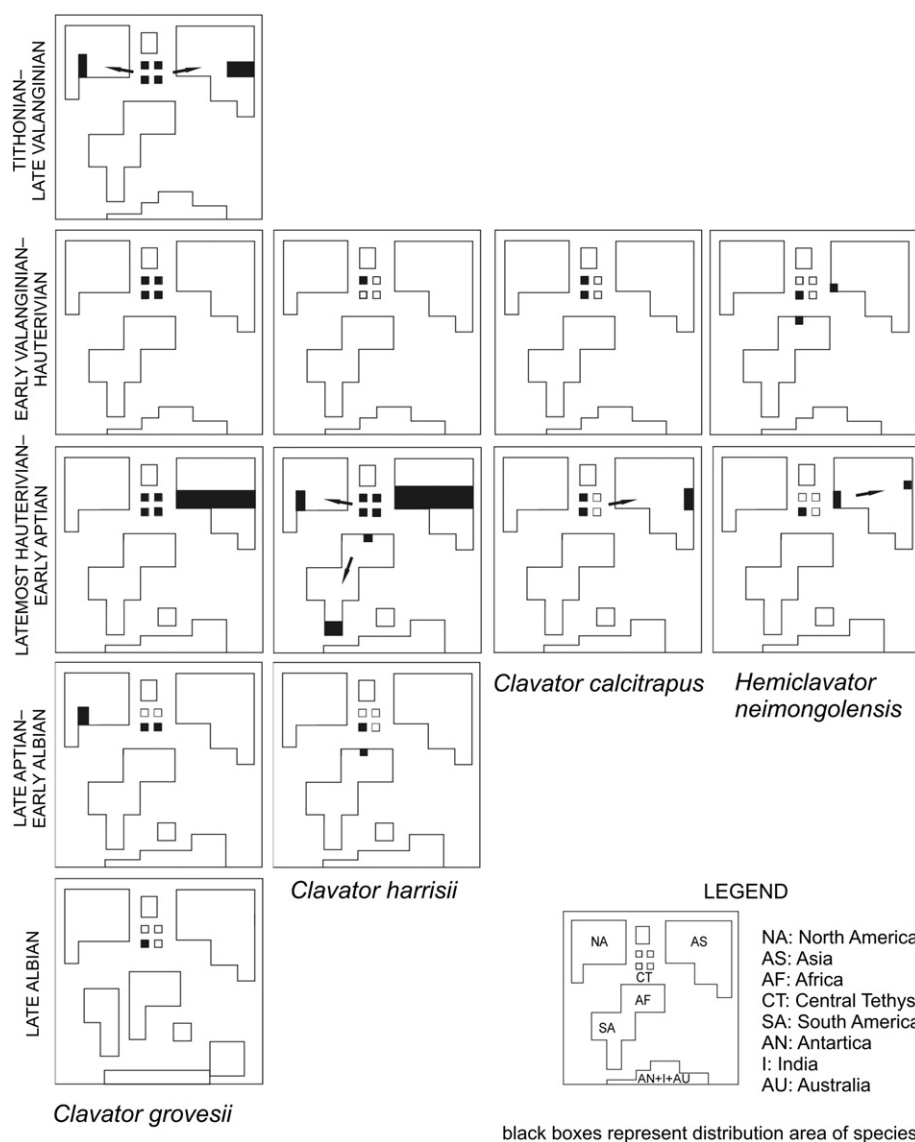 TITHONIAN–
LATE VALANGINIAN
EARLY VALANGINIAN–
HAUTERIVIAN
LATEMOST HAUTERIVIAN–
EARLY APTIAN
Clavator calcitrapus
Hemiclavator
neimongolensis
LATE APTIAN–
EARLY ALBIAN
Clavator harrisii
LATE ALBIAN
Clavator grovesii
LEGEND
NA
AS
CT
AF
SA
AN+I+AU
NA: North America
AS: Asia
AF: Africa
CT: Central Tethys
SA: South America
AN: Antartica
I: India
AU: Australia
black boxes represent distribution area of species